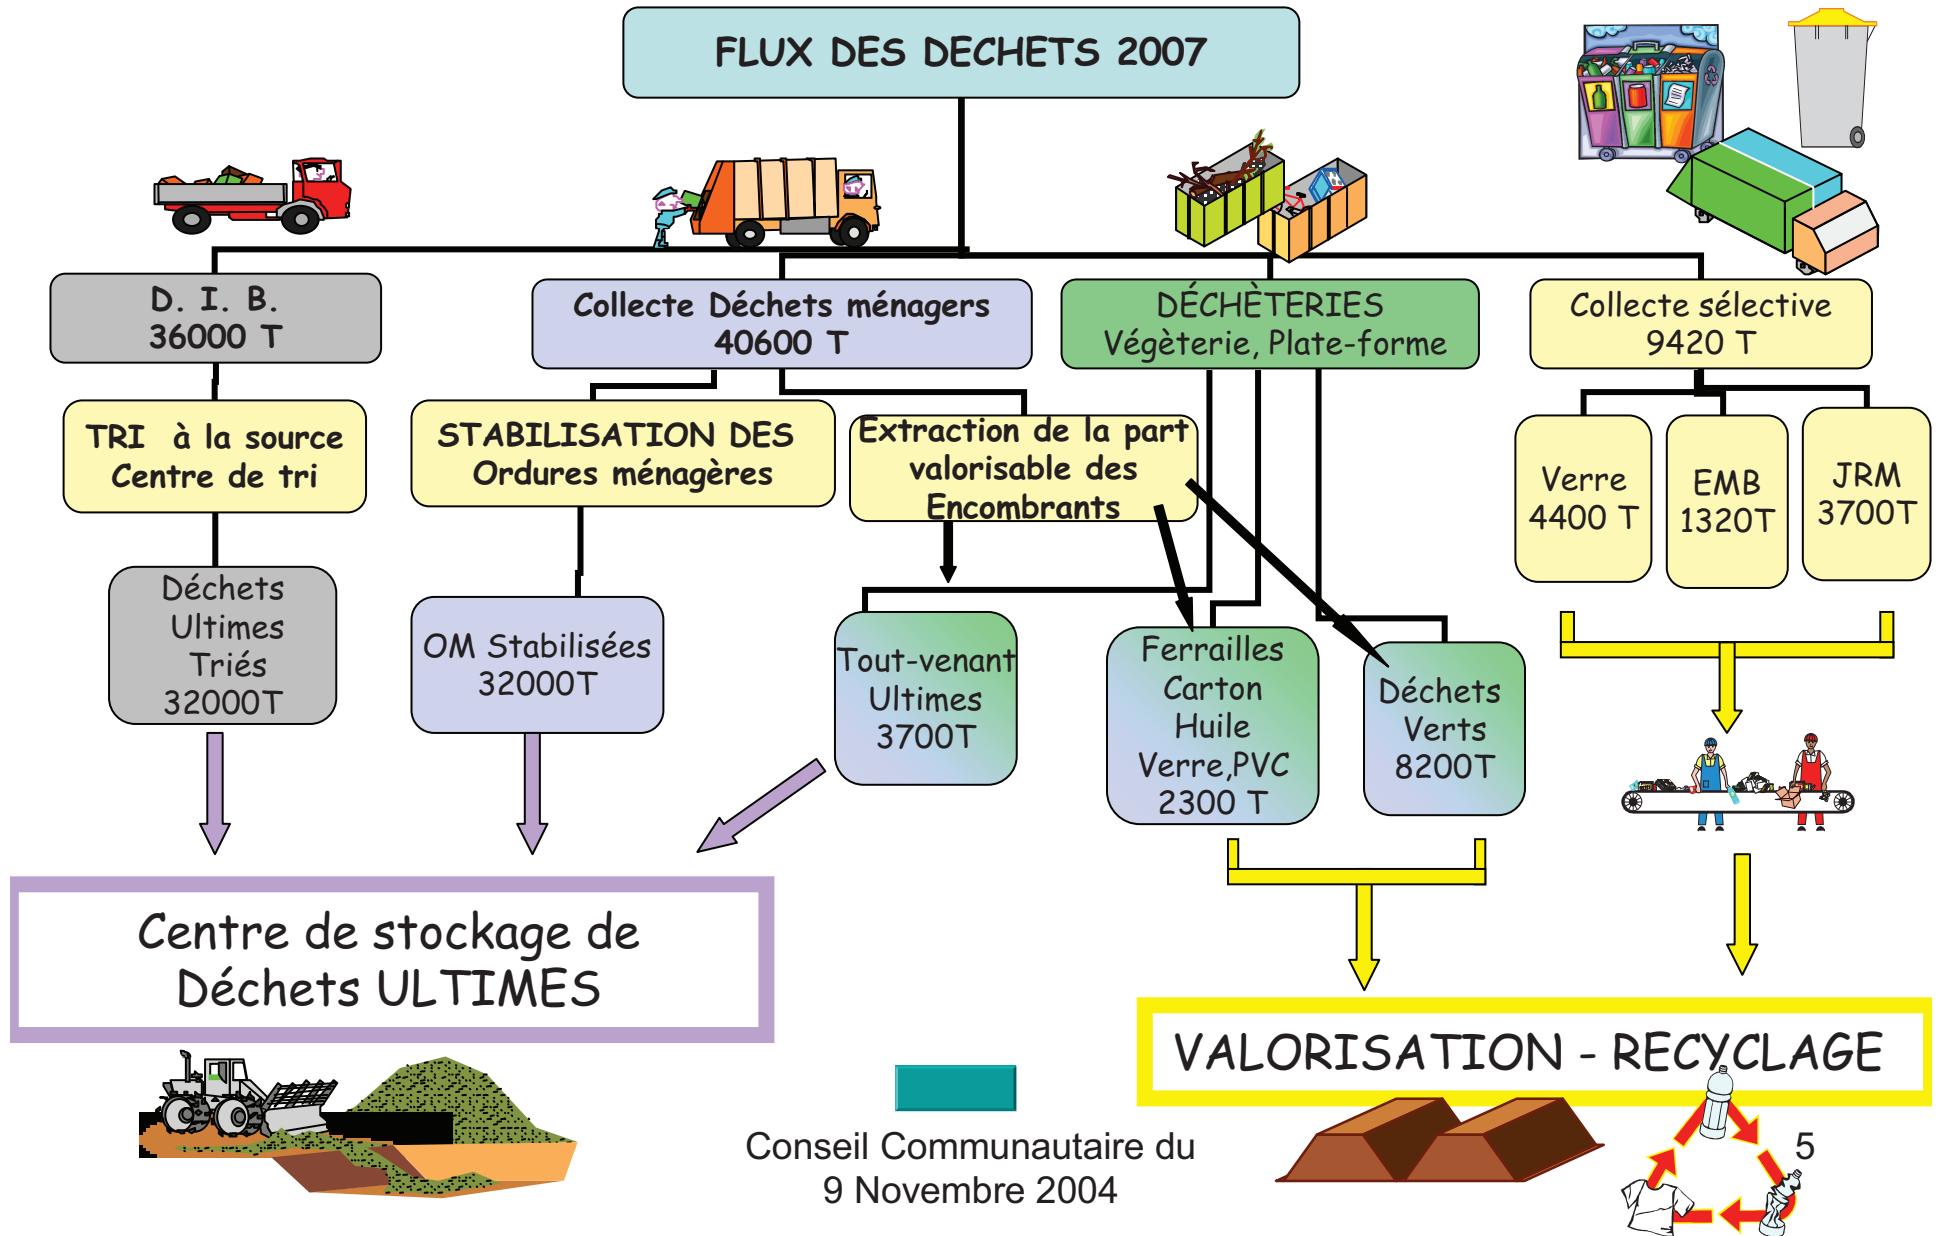 FLUX DES DECHETS 2007
D. I. B.
36000 T
Collecte Déchets ménagers
40600 T
DÉCHÈTERIES
Végèterie, Plate-forme
Collecte sélective
9420 T
TRI à la source
Centre de tri
STABILISATION DES
Ordures ménagères
Extraction de la part
valorisable des
Encombrants
Verre
4400 T
EMB
1320T
JRM
3700T
Déchets
Ultimes
Triés
32000T
OM Stabilisées
32000T
Tout-venant
Ultimes
3700T
Ferrailles
Carton
Huile
Verre,PVC
2300 T
Déchets
Verts
8200T
Centre de stockage de
Déchets ULTIMES
VALORISATION - RECYCLAGE
Conseil Communautaire du
9 Novembre 2004
5